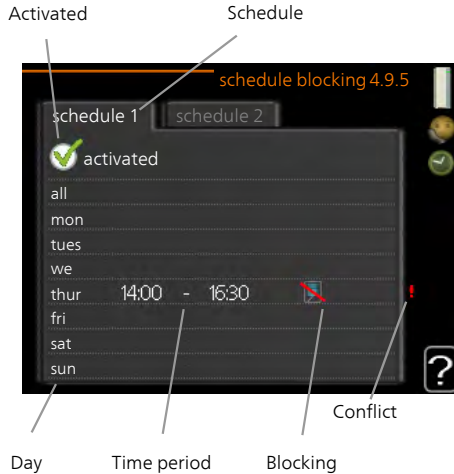 Activated
Schedule
schedule blocking 4.9.5
schedule 1
schedule 2
activated
all
mon
tues
we
thur 14:00 - 16:30 !
fri
sat
sun
?
Conflict
Day
Time period
Blocking